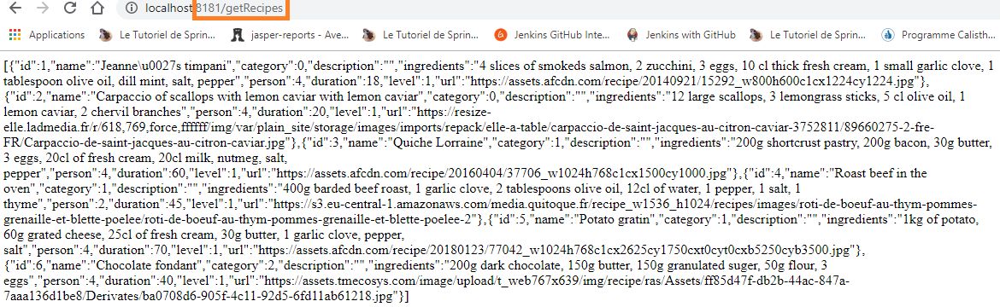 localhost:8181/getRecipes
Applications Le Tutoriel de Sprin... jasper-reports - Ave... Le Tutoriel de Sprin... Jenkins GitHub Inte... Jenkins with GitHub Le Tutoriel de Sprin... Programme Calisth...
[{"id":1,"name":"Jeanne\u0027s timpani","category":0,"description":"","ingredients":"4 slices of smokeds salmon, 2 zucchini, 3 eggs, 10 cl thick fresh cream, 1 small garlic clove, 1
tablespoon olive oil, dill mint, salt, pepper","person":4,"duration":18,"level":1,"url":"https://assets.afcdn.com/recipe/20140921/15292_w800h600c1cx1224cy1224.jpg"},
{"id":2,"name":"Carpaccio of scallops with lemon caviar with lemon caviar","category":0,"description":"","ingredients":"12 large scallops, 3 lemongrass sticks, 5 cl olive oil, 1
lemon caviar, 2 chervil branches","person":4,"duration":20,"level":1,"url":"https://resize-
elle.ladmedia.fr/r/618,769,force,ffffff/img/var/plain_site/storage/images/imports/repack/elle-a-table/carpaccio-de-saint-jacques-au-citron-caviar-3752811/89660275-2-fre-
FR/Carpaccio-de-saint-jacques-au-citron-caviar.jpg"},{"id":3,"name":"Quiche Lorraine","category":1,"description":"","ingredients":"200g shortcrust pastry, 200g bacon, 30g butter,
3 eggs, 20cl of fresh cream, 20cl milk, nutmeg, salt,
pepper","person":4,"duration":60,"level":1,"url":"https://assets.afcdn.com/recipe/20160404/37706_w1024h768c1cx1500cy1000.jpg"},{"id":4,"name":"Roast beef in the
oven","category":1,"description":"","ingredients":"400g barded beef roast, 1 garlic clove, 2 tablespoons olive oil, 12cl of water, 1 pepper, 1 salt, 1
thyme","person":2,"duration":45,"level":1,"url":"https://s3.eu-central-1.amazonaws.com/media.quitoque.fr/recipe_w1536_h1024/recipes/images/roti-de-boeuf-au-thym-pommes-
grenaille-et-blette-poelee/roti-de-boeuf-au-thym-pommes-grenaille-et-blette-poelee-2"},{"id":5,"name":"Potato gratin","category":1,"description":"","ingredients":"1kg of potato,
60g grated cheese, 25cl of fresh cream, 30g butter, 1 garlic clove, pepper,
salt","person":4,"duration":70,"level":1,"url":"https://assets.afcdn.com/recipe/20180123/77042_w1024h768c1cx2625cy1750cxt0cyt0cxb5250cyb3500.jpg"},
{"id":6,"name":"Chocolate fondant","category":2,"description":"","ingredients":"200g dark chocolate, 150g butter, 150g granulated suger, 50g flour, 3
eggs","person":4,"duration":40,"level":1,"url":"https://assets.tmecosys.com/image/upload/t_web767x639/img/recipe/ras/Assets/ff85d47f-db2b-44ac-847a-
7aaa136d1be8/Derivates/ba0708d6-905f-4c11-92d5-6fd11ab61218.jpg"}]